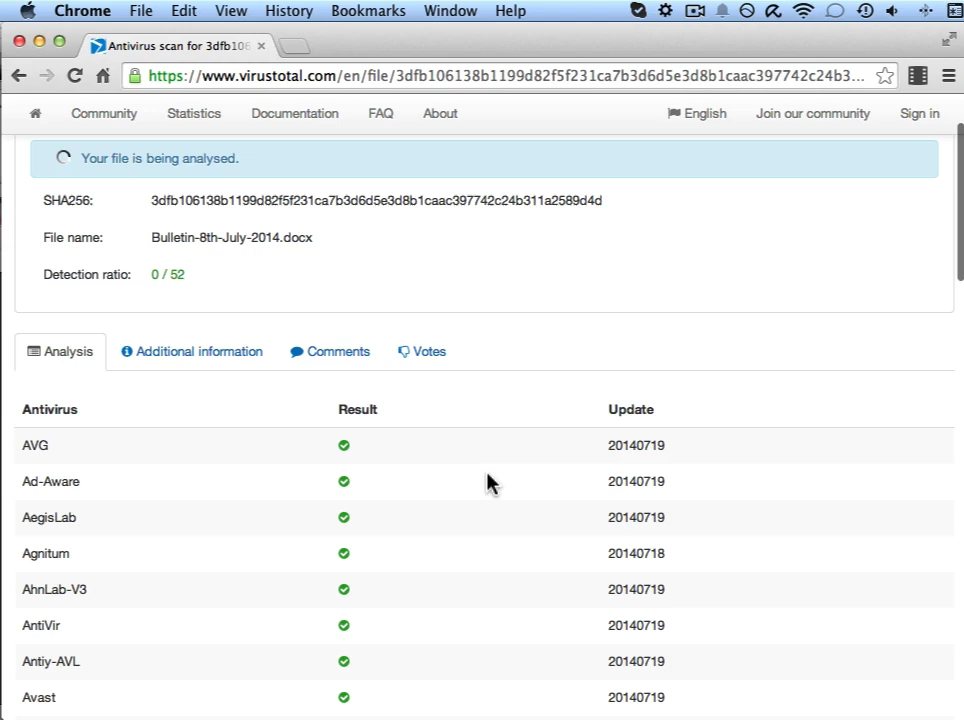 Chrome File Edit View History Bookmarks Window Help
Antivirus scan for 3dfb106
https://www.virustotal.com/en/file/3dfb106138b1199d82f5f231ca7b3d6d5e3d8b1caac397742c24b3...
Community Statistics Documentation FAQ About English Join our community Sign in
Your file is being analysed.
SHA256: 3dfb106138b1199d82f5f231ca7b3d6d5e3d8b1caac397742c24b311a2589d4d
File name: Bulletin-8th-July-2014.docx
Detection ratio: 0 / 52
Analysis Additional information Comments Votes
Antivirus Result Update
AVG 20140719
Ad-Aware 20140719
AegisLab 20140719
Agnitum 20140718
AhnLab-V3 20140719
AntiVir 20140719
Antiy-AVL 20140719
Avast 20140719